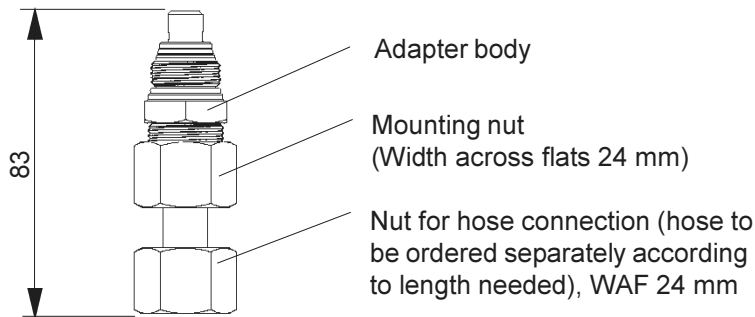 83
Adapter body
Mounting nut
(Width across flats 24 mm)
Nut for hose connection (hose to
be ordered separately according
to length needed), WAF 24 mm